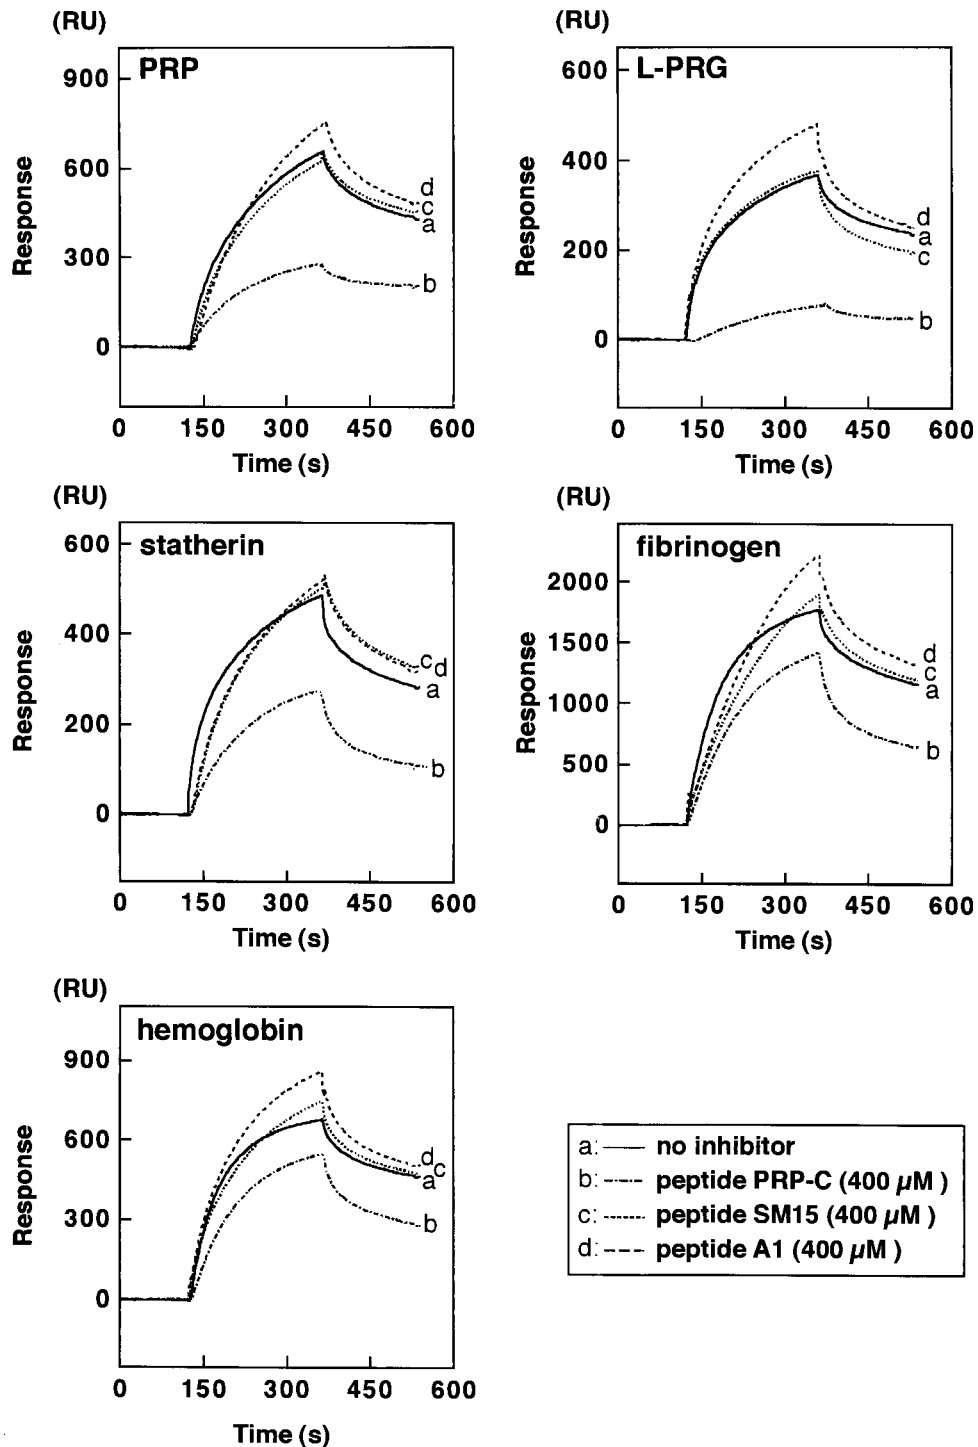 (RU)
PRP
900
600
300
0
Response
d
c
a
b
0 150 300 450 600
Time (s)
(RU)
L-PRG
600
400
200
0
Response
d
a
c
b
0 150 300 450 600
Time (s)
(RU)
statherin
600
400
200
0
Response
c d
a
b
0 150 300 450 600
Time (s)
(RU)
fibrinogen
2000
1500
1000
500
0
Response
d
c
a
b
0 150 300 450 600
Time (s)
(RU)
hemoglobin
900
600
300
0
Response
d
c
a
b
0 150 300 450 600
Time (s)
a: no inhibitor
b: peptide PRP-C (400 µM )
c: peptide SM15 (400 µM )
d: peptide A1 (400 µM )